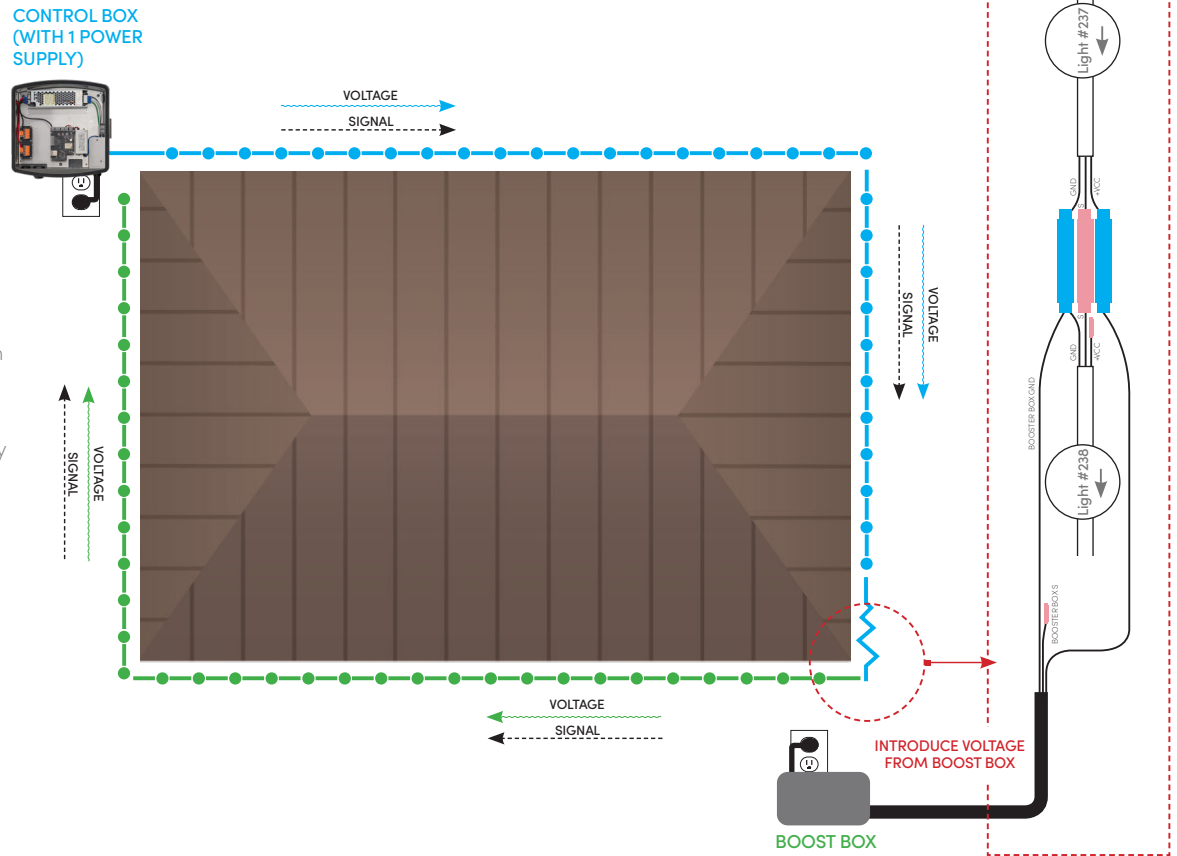 CONTROL BOX
(WITH 1 POWER
SUPPLY)
VOLTAGE
SIGNAL
SIGNAL
VOLTAGE
SIGNAL
VOLTAGE
VOLTAGE
SIGNAL
INTRODUCE VOLTAGE
FROM BOOST BOX
BOOST BOX
Light #237
GND
S
+VCC
S
GND
+VCC
BOOSTER BOX GND
Light #238
BOOSTER BOX S